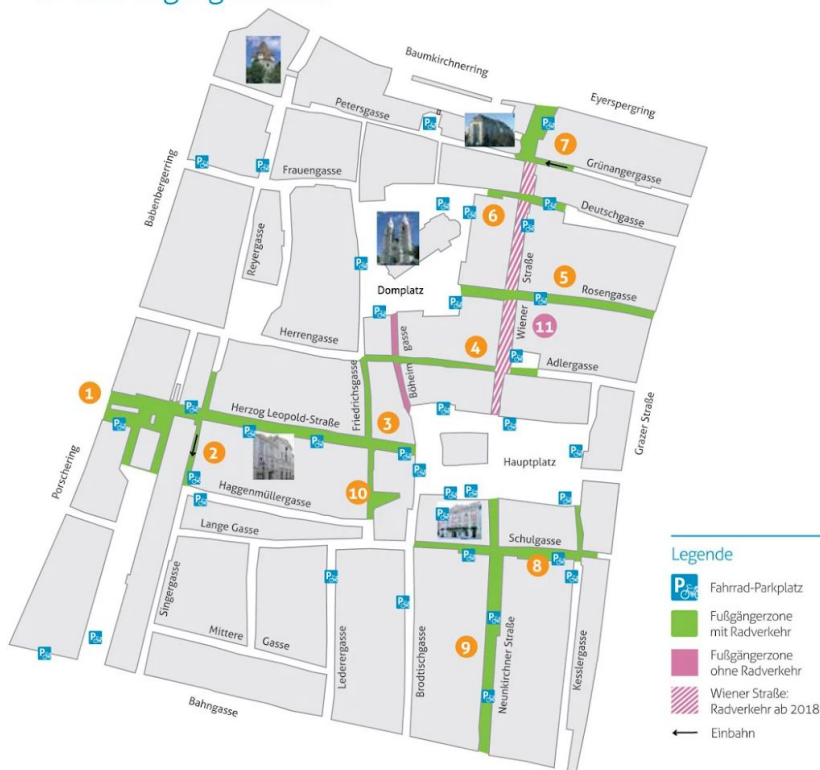 Baumkirchnerring
Eyerspergring
Petersgasse
7
Grünangergasse
Frauengasse
Babenbergerring
6
Deutschgasse
Reyergasse
5
Rosengasse
Domplatz
Wiener Straße
11
Herrengasse
Böheimgasse
4
Adlergasse
1
Friedrichsgasse
Herzog Leopold-Straße
3
Grazer Straße
2
Hauptplatz
Porschering
Haggenmüllergasse
10
Lange Gasse
Schulgasse
8
Singergasse
Mittere Gasse
Lederergasse
Brodtischgasse
9
Neunkirchner Straße
Kesslergasse
Bahngasse
Legende
P Fahrrad-Parkplatz
Fußgängerzone
mit Radverkehr
Fußgängerzone
ohne Radverkehr
Wiener Straße:
Radverkehr ab 2018
Einbahn